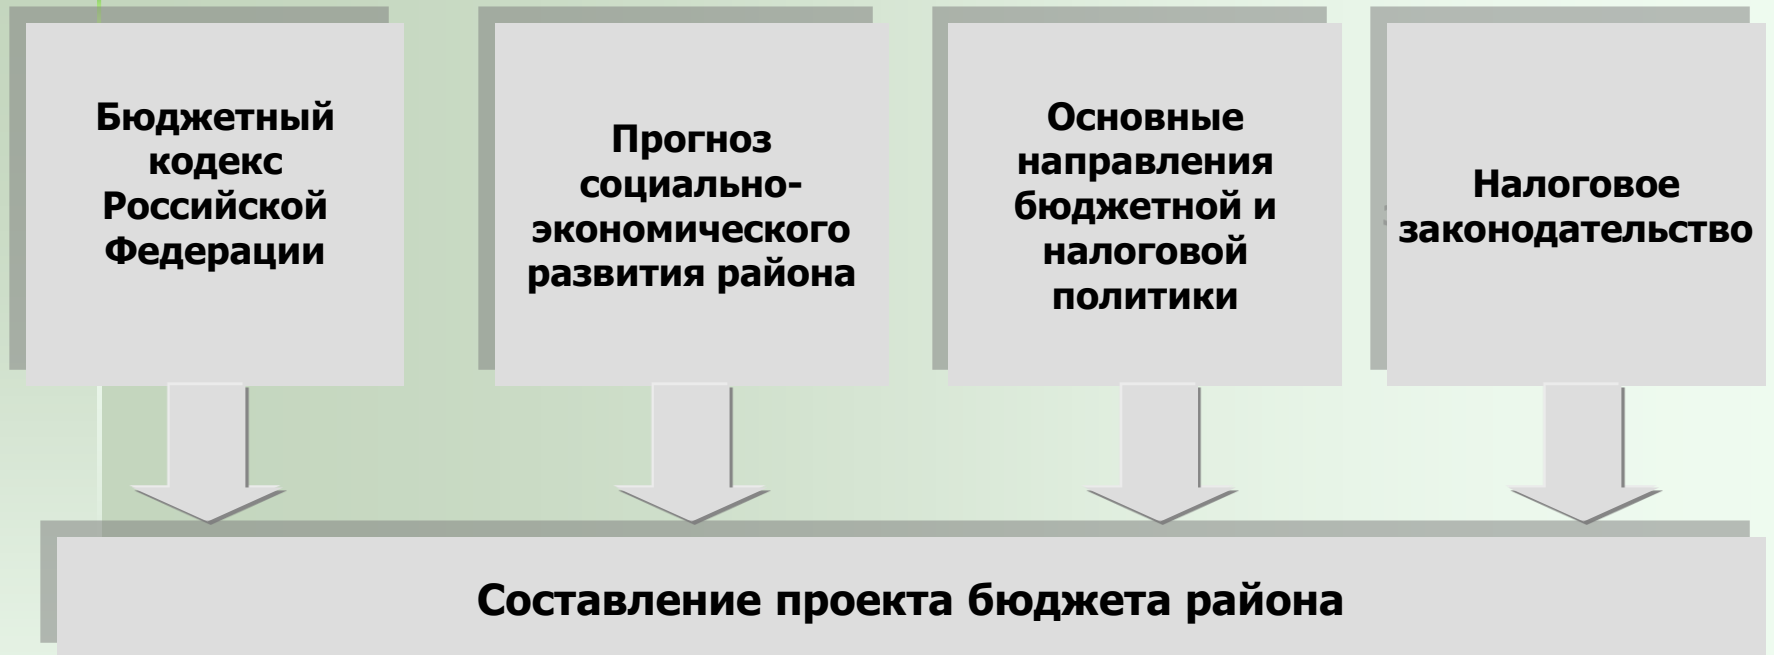 Бюджетный
кодекс
Российской
Федерации
Прогноз
социально-
экономического
развития района
Основные
направления
бюджетной и
налоговой
политики
Налоговое
законодательство
Составление проекта бюджета района